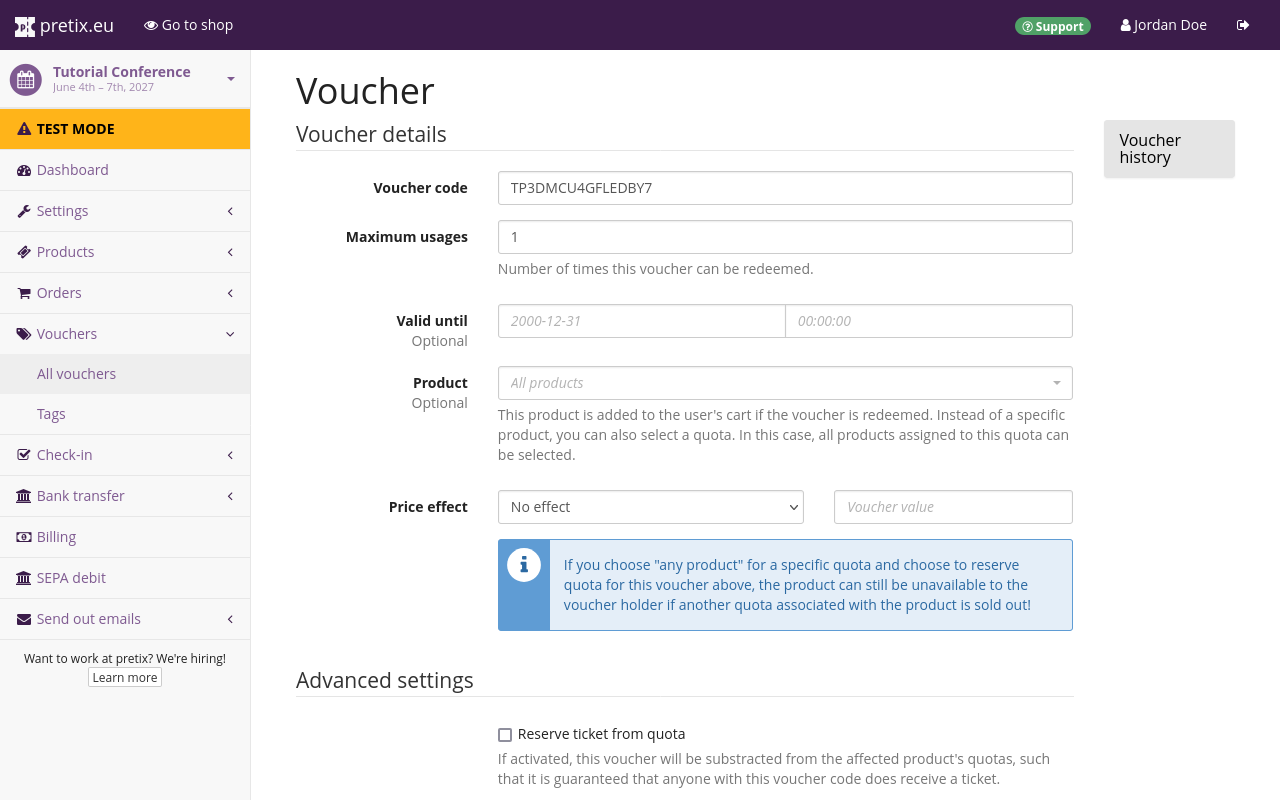 pretix.eu
Go to shop
Support
Jordan Doe
Tutorial Conference
June 4th – 7th, 2027
TEST MODE
Dashboard
Settings
Products
Orders
Vouchers
All vouchers
Tags
Check-in
Bank transfer
Billing
SEPA debit
Send out emails
Want to work at pretix? We're hiring!
Learn more
Voucher
Voucher details
Voucher code
TP3DMCU4GFLEDBY7
Maximum usages
1
Number of times this voucher can be redeemed.
Valid until
Optional
2000-12-31
00:00:00
Product
Optional
All products
This product is added to the user's cart if the voucher is redeemed. Instead of a specific
product, you can also select a quota. In this case, all products assigned to this quota can
be selected.
Price effect
No effect
Voucher value
If you choose "any product" for a specific quota and choose to reserve
quota for this voucher above, the product can still be unavailable to the
voucher holder if another quota associated with the product is sold out!
Advanced settings
Reserve ticket from quota
If activated, this voucher will be substracted from the affected product's quotas, such
that it is guaranteed that anyone with this voucher code does receive a ticket.
Voucher
history